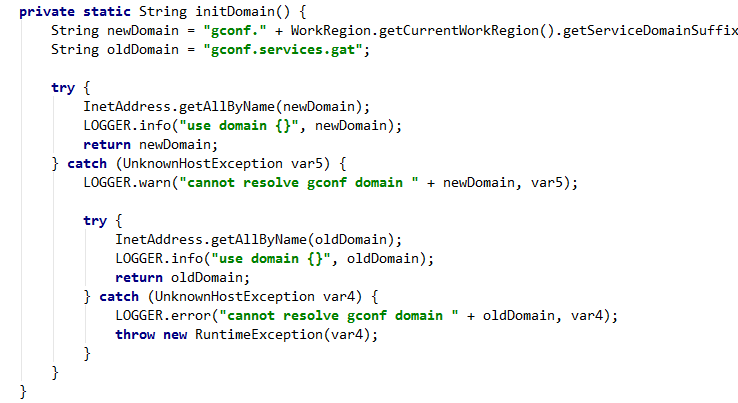 private static String initDomain() {
    String newDomain = "gconf." + WorkRegion.getCurrentWorkRegion().getServiceDomainSuffix
    String oldDomain = "gconf.services.gat";
    try {
        InetAddress.getAllByName(newDomain);
        LOGGER.info("use domain {}", newDomain);
        return newDomain;
    } catch (UnknownHostException var5) {
        LOGGER.warn("cannot resolve gconf domain " + newDomain, var5);
        try {
            InetAddress.getAllByName(oldDomain);
            LOGGER.info("use domain {}", oldDomain);
            return oldDomain;
        } catch (UnknownHostException var4) {
            LOGGER.error("cannot resolve gconf domain " + oldDomain, var4);
            throw new RuntimeException(var4);
        }
    }
}